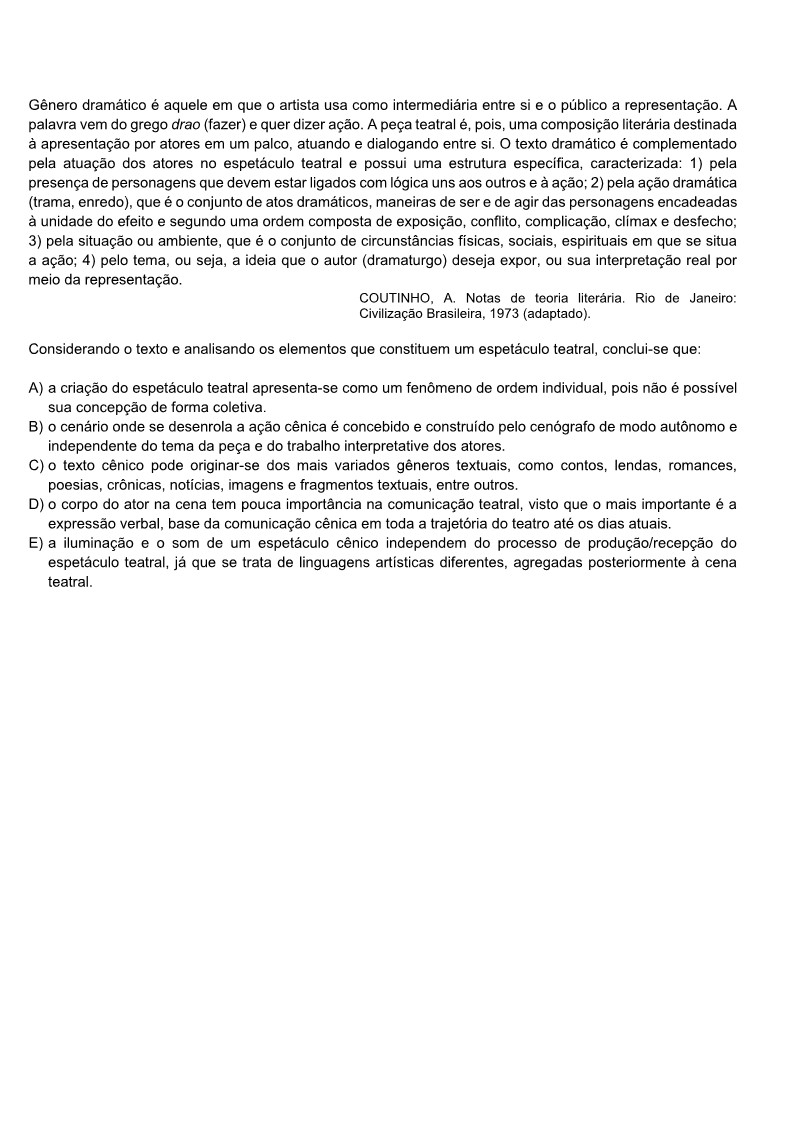 Gênero dramático é aquele em que o artista usa como intermediária entre si e o público a representação. A
palavra vem do grego drao (fazer) e quer dizer ação. A peça teatral é, pois, uma composição literária destinada
à apresentação por atores em um palco, atuando e dialogando entre si. O texto dramático é complementado
pela atuação dos atores no espetáculo teatral e possui uma estrutura específica, caracterizada: 1) pela
presença de personagens que devem estar ligados com lógica uns aos outros e à ação; 2) pela ação dramática
(trama, enredo), que é o conjunto de atos dramáticos, maneiras de ser e de agir das personagens encadeadas
à unidade do efeito e segundo uma ordem composta de exposição, conflito, complicação, clímax e desfecho;
3) pela situação ou ambiente, que é o conjunto de circunstâncias físicas, sociais, espirituais em que se situa
a ação; 4) pelo tema, ou seja, a ideia que o autor (dramaturgo) deseja expor, ou sua interpretação real por
meio da representação.
COUTINHO, A. Notas de teoria literária. Rio de Janeiro:
Civilização Brasileira, 1973 (adaptado).
Considerando o texto e analisando os elementos que constituem um espetáculo teatral, conclui-se que:
A) a criação do espetáculo teatral apresenta-se como um fenômeno de ordem individual, pois não é possível
sua concepção de forma coletiva.
B) o cenário onde se desenrola a ação cênica é concebido e construído pelo cenógrafo de modo autônomo e
independente do tema da peça e do trabalho interpretative dos atores.
C) o texto cênico pode originar-se dos mais variados gêneros textuais, como contos, lendas, romances,
poesias, crônicas, notícias, imagens e fragmentos textuais, entre outros.
D) o corpo do ator na cena tem pouca importância na comunicação teatral, visto que o mais importante é a
expressão verbal, base da comunicação cênica em toda a trajetória do teatro até os dias atuais.
E) a iluminação e o som de um espetáculo cênico independem do processo de produção/recepção do
espetáculo teatral, já que se trata de linguagens artísticas diferentes, agregadas posteriormente à cena
teatral.